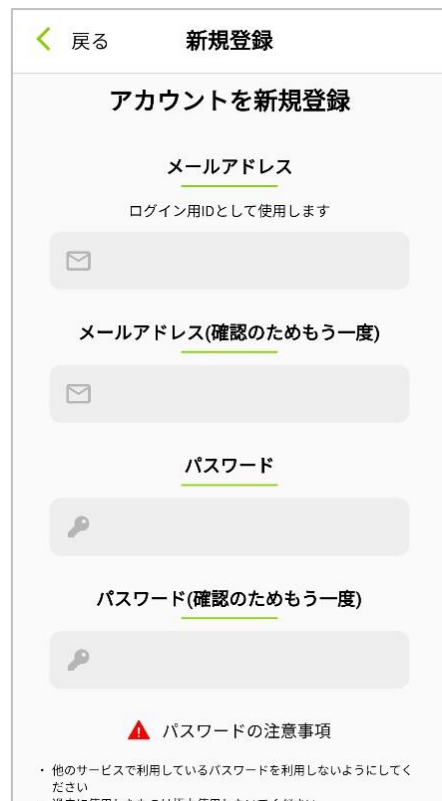 戻る 新規登録
アカウントを新規登録
メールアドレス
ログイン用IDとして使用します
メールアドレス(確認のためもう一度)
パスワード
パスワード(確認のためもう一度)
パスワードの注意事項
・ 他のサービスで利用しているパスワードを利用しないようにしてく
ださい